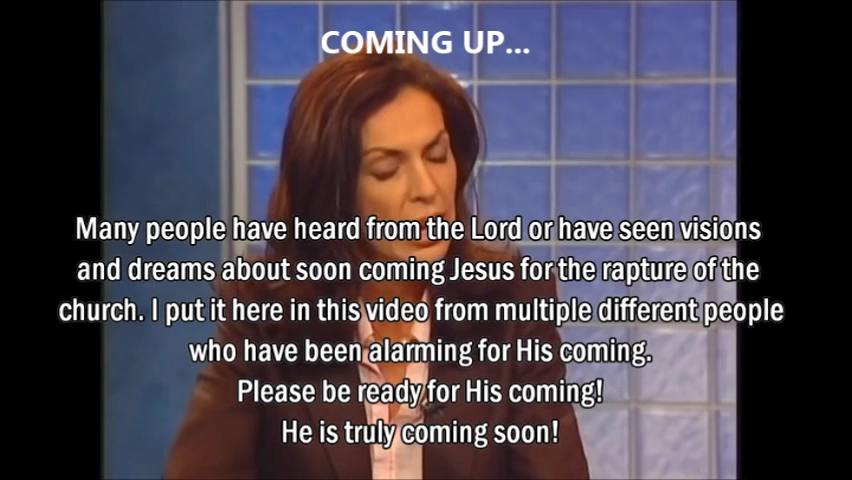 COMING UP...
Many people have heard from the Lord or have seen visions
and dreams about soon coming Jesus for the rapture of the
church. I put it here in this video from multiple different people
who have been alarming for His coming.
Please be ready for His coming!
He is truly coming soon!